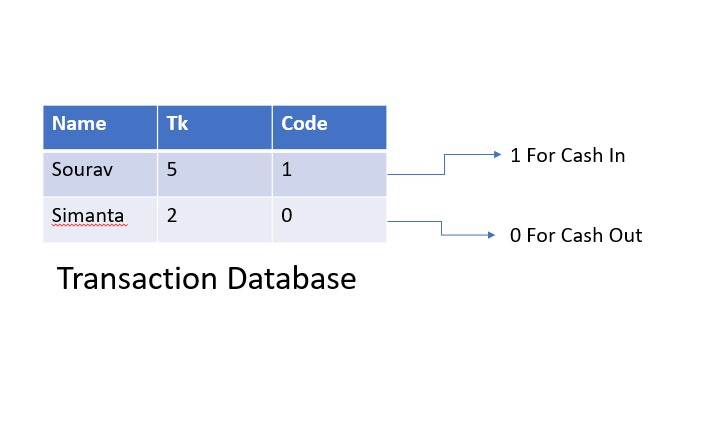 Name Tk Code
Sourav 5 1
1 For Cash In
Simanta 2 0
0 For Cash Out
Transaction Database